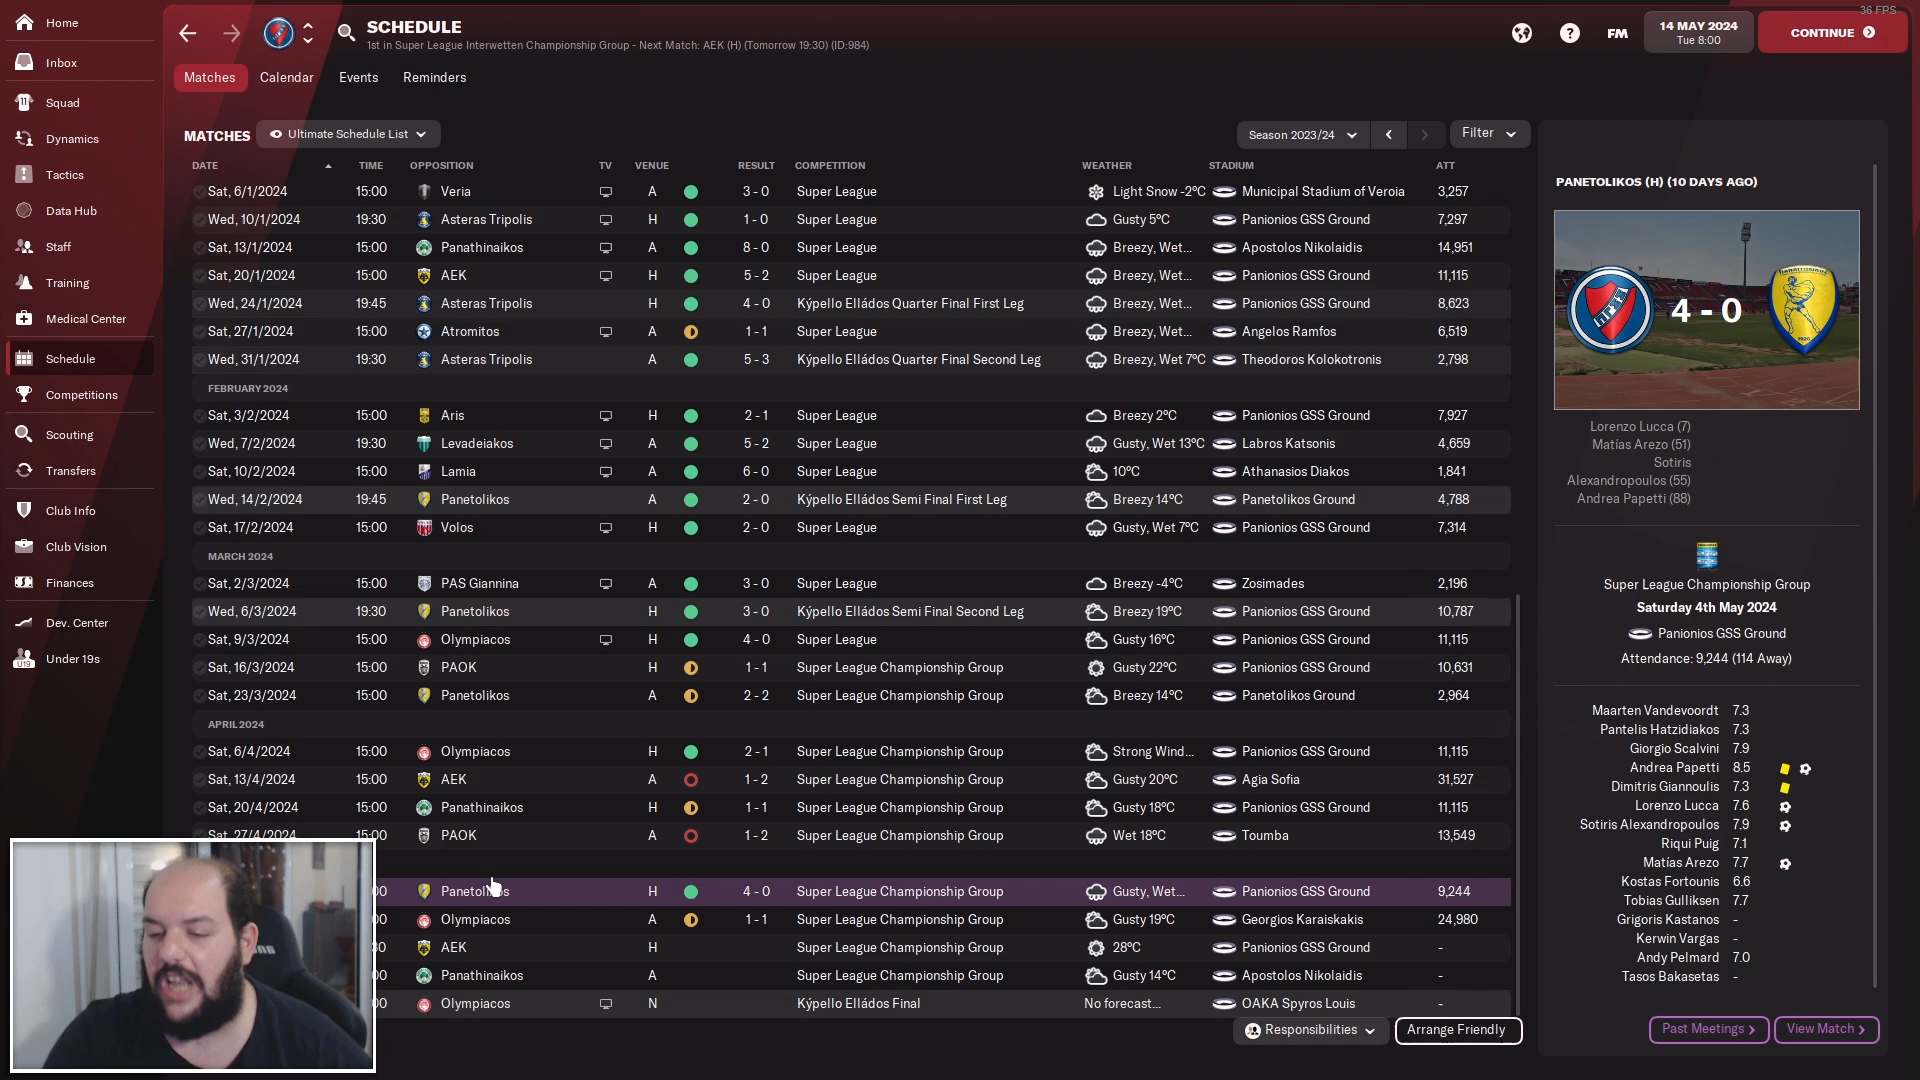 36 FPS
Home
Inbox
Squad
Dynamics
Tactics
Data Hub
Staff
Training
Medical Center
Schedule
Competitions
Scouting
Transfers
Club Info
Club Vision
Finances
Dev. Center
Under 19s
SCHEDULE
1st in Super League Interwetten Championship Group - Next Match: AEK (H) (Tomorrow 19:30) (ID:984)
FM
14 MAY 2024
Tue 8:00
CONTINUE
Matches Calendar Events Reminders
MATCHES Ultimate Schedule List Season 2023/24 Filter
DATE TIME OPPOSITION TV VENUE RESULT COMPETITION WEATHER STADIUM ATT
Sat, 6/1/2024 15:00 Veria A 3 - 0 Super League Light Snow -2ºC Municipal Stadium of Veroia 3,257
Wed, 10/1/2024 19:30 Asteras Tripolis H 1 - 0 Super League Gusty 5ºC Panionios GSS Ground 7,297
Sat, 13/1/2024 15:00 Panathinaikos A 8 - 0 Super League Breezy, Wet... Apostolos Nikolaidis 14,951
Sat, 20/1/2024 15:00 AEK H 5 - 2 Super League Breezy, Wet... Panionios GSS Ground 11,115
Wed, 24/1/2024 19:45 Asteras Tripolis H 4 - 0 Kýpello Elládos Quarter Final First Leg Breezy, Wet... Panionios GSS Ground 8,623
Sat, 27/1/2024 15:00 Atromitos A 1 - 1 Super League Breezy, Wet... Angelos Ramfos 6,519
Wed, 31/1/2024 19:30 Asteras Tripolis A 5 - 3 Kýpello Elládos Quarter Final Second Leg Breezy, Wet 7ºC Theodoros Kolokotronis 2,798
FEBRUARY 2024
Sat, 3/2/2024 15:00 Aris H 2 - 1 Super League Breezy 2ºC Panionios GSS Ground 7,927
Wed, 7/2/2024 19:30 Levadeiakos A 5 - 2 Super League Gusty, Wet 13ºC Labros Katsonis 4,659
Sat, 10/2/2024 15:00 Lamia A 6 - 0 Super League 10ºC Athanasios Diakos 1,841
Wed, 14/2/2024 19:45 Panetolikos A 2 - 0 Kýpello Elládos Semi Final First Leg Breezy 14ºC Panetolikos Ground 4,788
Sat, 17/2/2024 15:00 Volos H 2 - 0 Super League Gusty, Wet 7ºC Panionios GSS Ground 7,314
MARCH 2024
Sat, 2/3/2024 15:00 PAS Giannina A 3 - 0 Super League Breezy -4ºC Zosimades 2,196
Wed, 6/3/2024 19:30 Panetolikos H 3 - 0 Kýpello Elládos Semi Final Second Leg Breezy 19ºC Panionios GSS Ground 10,787
Sat, 9/3/2024 15:00 Olympiacos H 4 - 0 Super League Gusty 16ºC Panionios GSS Ground 11,115
Sat, 16/3/2024 15:00 PAOK H 1 - 1 Super League Championship Group Gusty 22ºC Panionios GSS Ground 10,631
Sat, 23/3/2024 15:00 Panetolikos A 2 - 2 Super League Championship Group Breezy 14ºC Panetolikos Ground 2,964
APRIL 2024
Sat, 6/4/2024 15:00 Olympiacos H 2 - 1 Super League Championship Group Strong Wind... Panionios GSS Ground 11,115
Sat, 13/4/2024 15:00 AEK A 1 - 2 Super League Championship Group Gusty 20ºC Agia Sofia 31,527
Sat, 20/4/2024 15:00 Panathinaikos H 1 - 1 Super League Championship Group Gusty 18ºC Panionios GSS Ground 11,115
Sat, 27/4/2024 15:00 PAOK A 1 - 2 Super League Championship Group Wet 18ºC Toumba 13,549
00 Panetolikos H 4 - 0 Super League Championship Group Gusty, Wet... Panionios GSS Ground 9,244
00 Olympiacos A 1 - 1 Super League Championship Group Gusty 19ºC Georgios Karaiskakis 24,980
30 AEK H Super League Championship Group 28ºC Panionios GSS Ground -
00 Panathinaikos A Super League Championship Group Gusty 14ºC Apostolos Nikolaidis -
00 Olympiacos N Kýpello Elládos Final No forecast... OAKA Spyros Louis -
Responsibilities Arrange Friendly
PANETOLIKOS (H) (10 DAYS AGO)
4 - 0
Lorenzo Lucca (7)
Matías Arezo (51)
Sotiris
Alexandropoulos (55)
Andrea Papetti (88)
Super League Championship Group
Saturday 4th May 2024
Panionios GSS Ground
Attendance: 9,244 (114 Away)
Maarten Vandevoordt 7.3
Pantelis Hatzidiakos 7.3
Giorgio Scalvini 7.9
Andrea Papetti 8.5
Dimitris Giannoulis 7.3
Lorenzo Lucca 7.6
Sotiris Alexandropoulos 7.9
Riqui Puig 7.1
Matías Arezo 7.7
Kostas Fortounis 6.6
Tobias Gulliksen 7.7
Grigoris Kastanos -
Kerwin Vargas -
Andy Pelmard 7.0
Tasos Bakasetas -
Past Meetings View Match